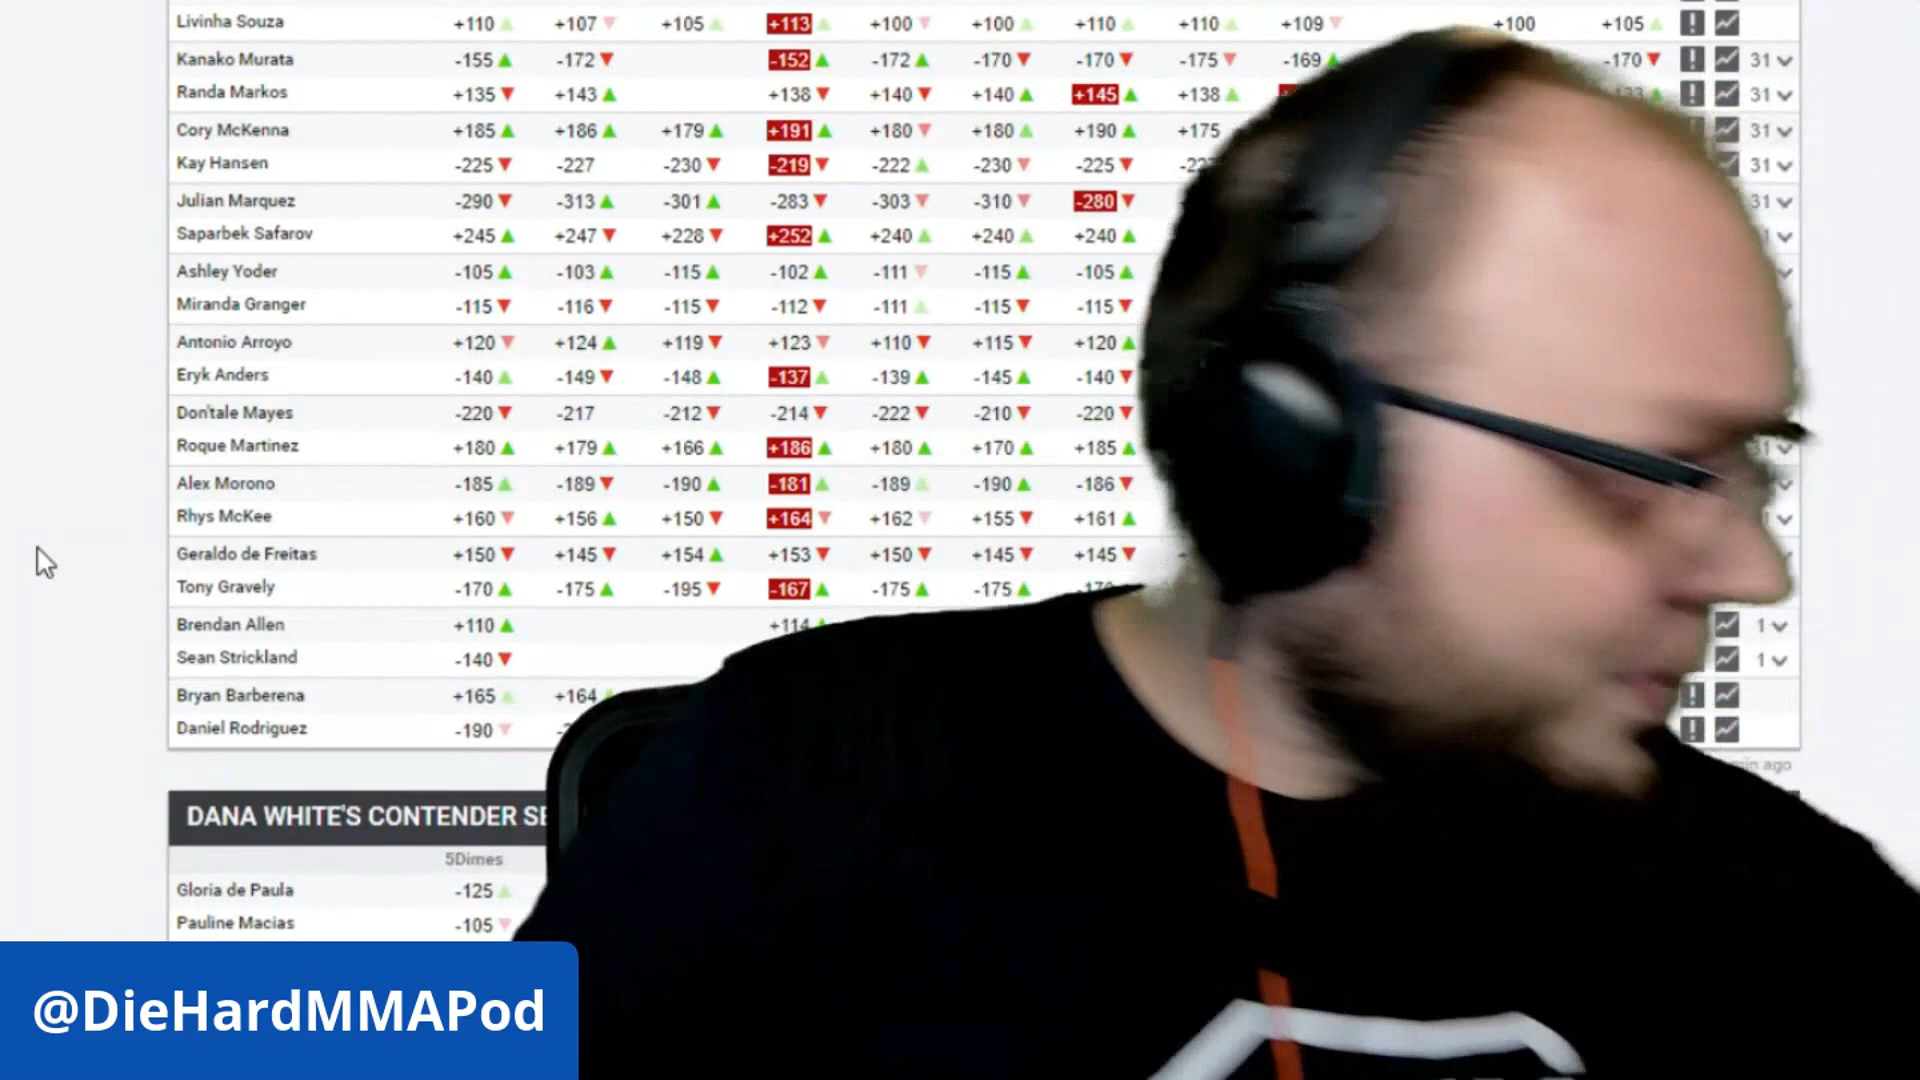 Livinha Souza +110 +107 +105 +113 +100 +100 +110 +110 +109 +100 +105
Kanako Murata -155 -172 -152 -172 -170 -170 -175 -169 -170 31
Randa Markos +135 +143 +138 +140 +140 +145 +138 31
Cory McKenna +185 +186 +179 +191 +180 +180 +190 +175 31
Kay Hansen -225 -227 -230 -219 -222 -230 -225 31
Julian Marquez -290 -313 -301 -283 -303 -310 -280 31
Saparbek Safarov +245 +247 +228 +252 +240 +240 +240
Ashley Yoder -105 -103 -115 -102 -111 -115 -105
Miranda Granger -115 -116 -115 -112 -111 -115 -115
Antonio Arroyo +120 +124 +119 +123 +110 +115 +120
Eryk Anders -140 -149 -148 -137 -139 -145 -140
Don'tale Mayes -220 -217 -212 -214 -222 -210 -220
Roque Martinez +180 +179 +166 +186 +180 +170 +185 31
Alex Morono -185 -189 -190 -181 -189 -190 -186
Rhys McKee +160 +156 +150 +164 +162 +155 +161
Geraldo de Freitas +150 +145 +154 +153 +150 +145 +145
Tony Gravely -170 -175 -195 -167 -175 -175
Brendan Allen +110 +114 1
Sean Strickland -140 1
Bryan Barberena +165 +164
Daniel Rodriguez -190
min ago
DANA WHITE'S CONTENDER
5Dimes
Gloria de Paula -125
Pauline Macias -105
@DieHardMMAPod